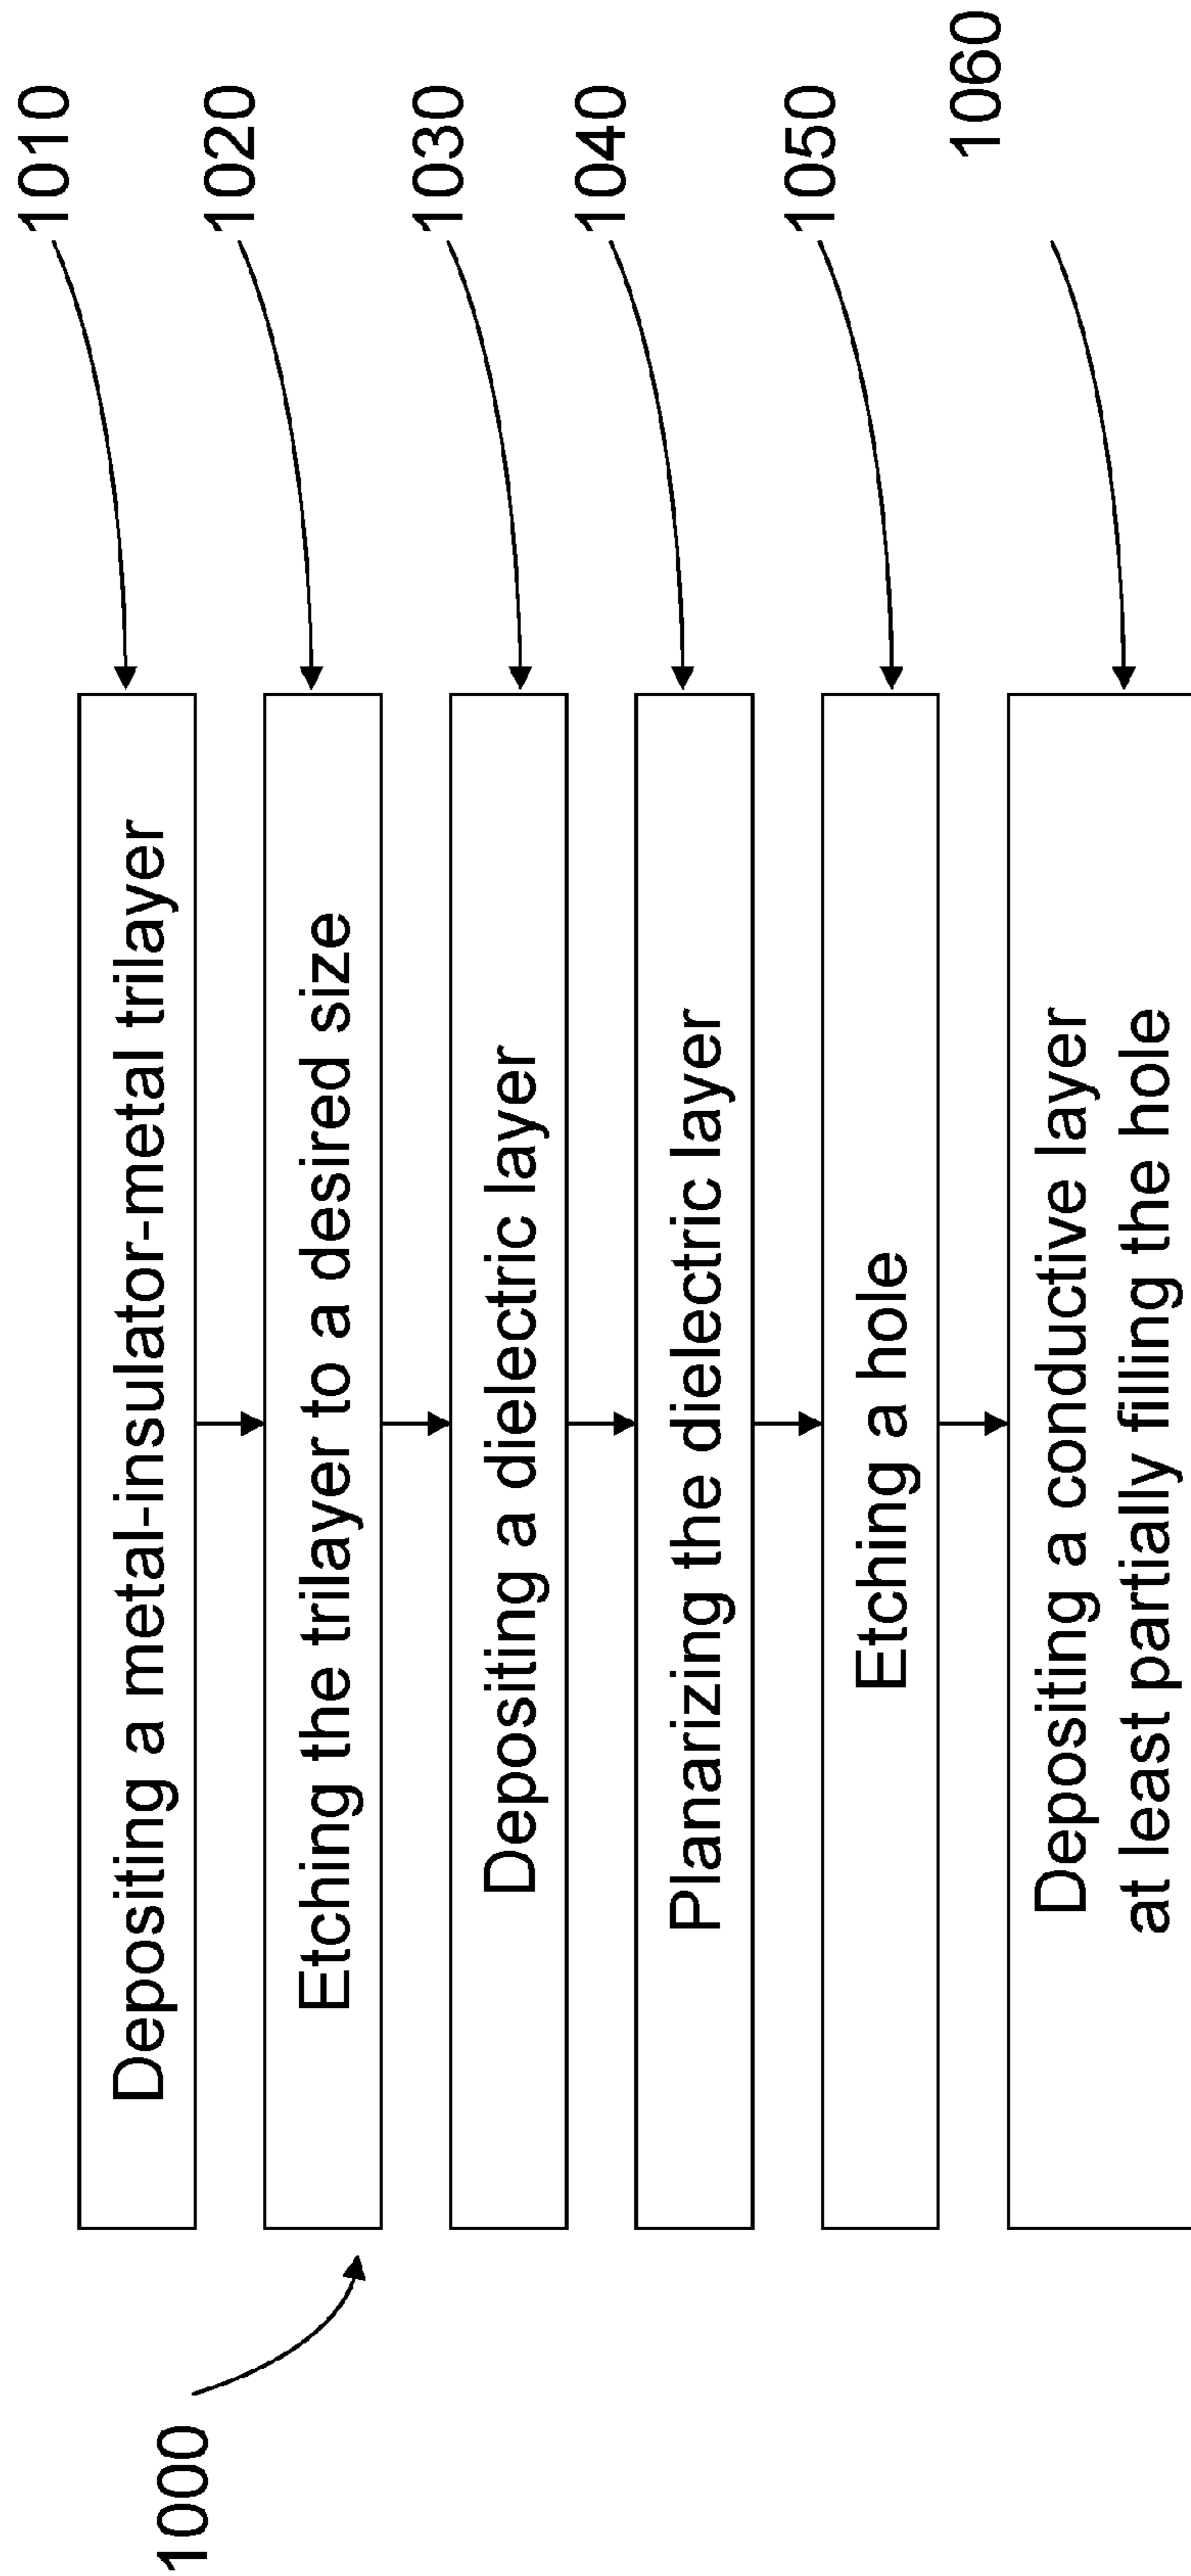 1000
Depositing a metal-insulator-metal trilayer
1010
Etching the trilayer to a desired size
1020
Depositing a dielectric layer
1030
Planarizing the dielectric layer
1040
Etching a hole
1050
Depositing a conductive layer
at least partially filling the hole
1060